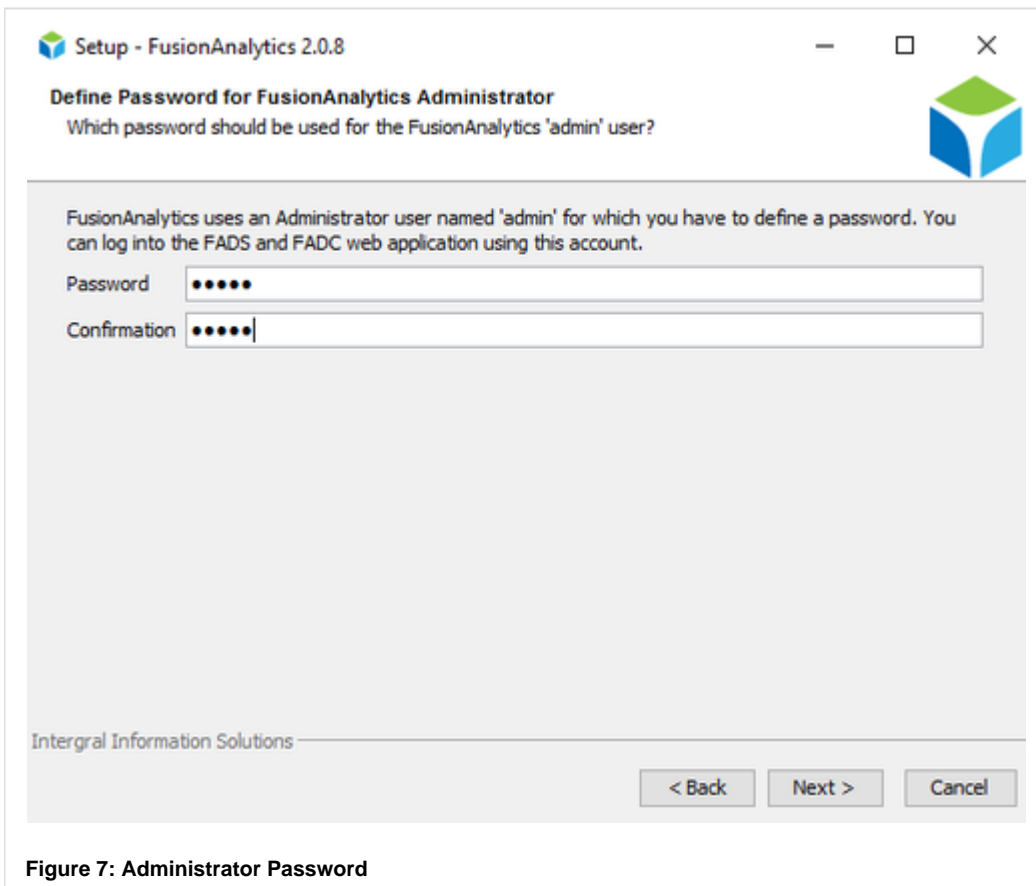 Setup - FusionAnalytics 2.0.8
Define Password for FusionAnalytics Administrator
Which password should be used for the FusionAnalytics 'admin' user?
FusionAnalytics uses an Administrator user named 'admin' for which you have to define a password. You
can log into the FADS and FADC web application using this account.
Password •••••
Confirmation •••••
Intergral Information Solutions
< Back Next > Cancel
Figure 7: Administrator Password